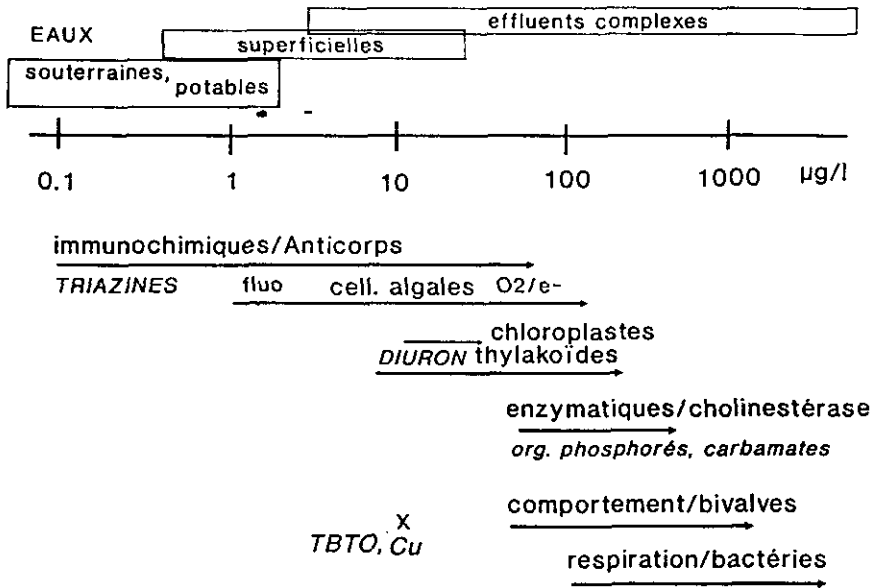 effluents complexes
EAUX
superficielles
souterraines,
potables
0.1 1 10 100 1000 µg/l
immunochimiques/Anticorps
TRIAZINES fluo cell. algales O2/e-
chloroplastes
DIURON thylakoïdes
enzymatiques/cholinestérase
org. phosphorés, carbamates
comportement/bivalves
X
TBTO, Cu
respiration/bactéries